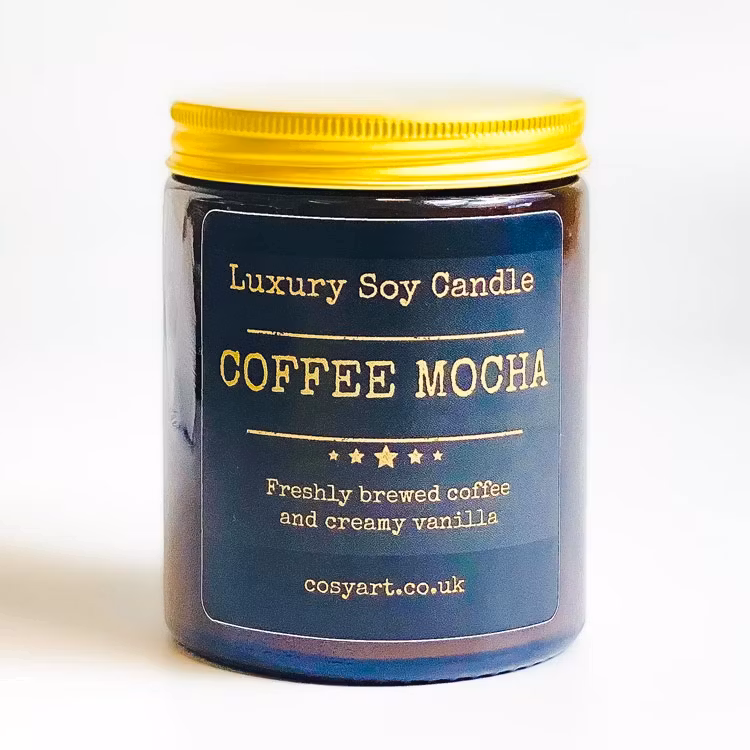 Luxury Soy Candle
COFFEE MOCHA
Freshly brewed coffee
and creamy vanilla
cosyart.co.uk